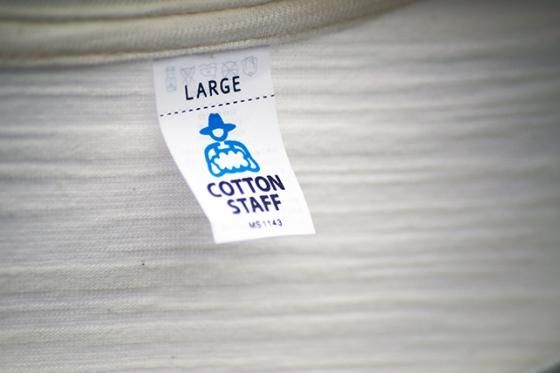 LARGE
COTTON
STAFF
MS1143